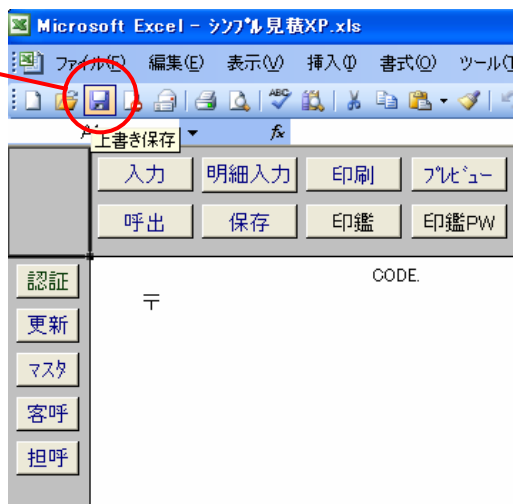 Microsoft Excel - ｼﾝﾌﾟﾙ見積XP.xls
ファイル(F) 編集(E) 表示(V) 挿入(I) 書式(O) ツール(T
上書き保存 fx
入力 明細入力 印刷 ﾌﾟﾚﾋﾞｭｰ
呼出 保存 印鑑 印鑑PW
CODE.
〒
認証
更新
ﾏｽﾀ
客呼
担呼